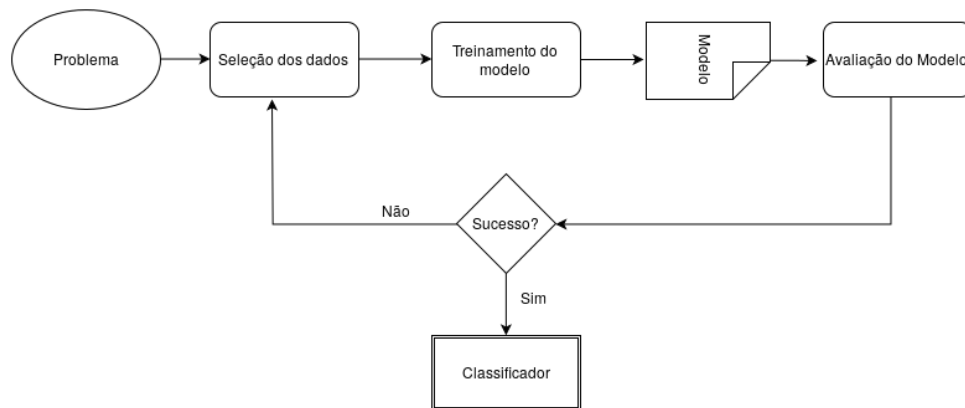 Problema
Seleção dos dados
Treinamento do
modelo
Modelo
Avaliação do Modelo
Não
Sucesso?
Sim
Classificador